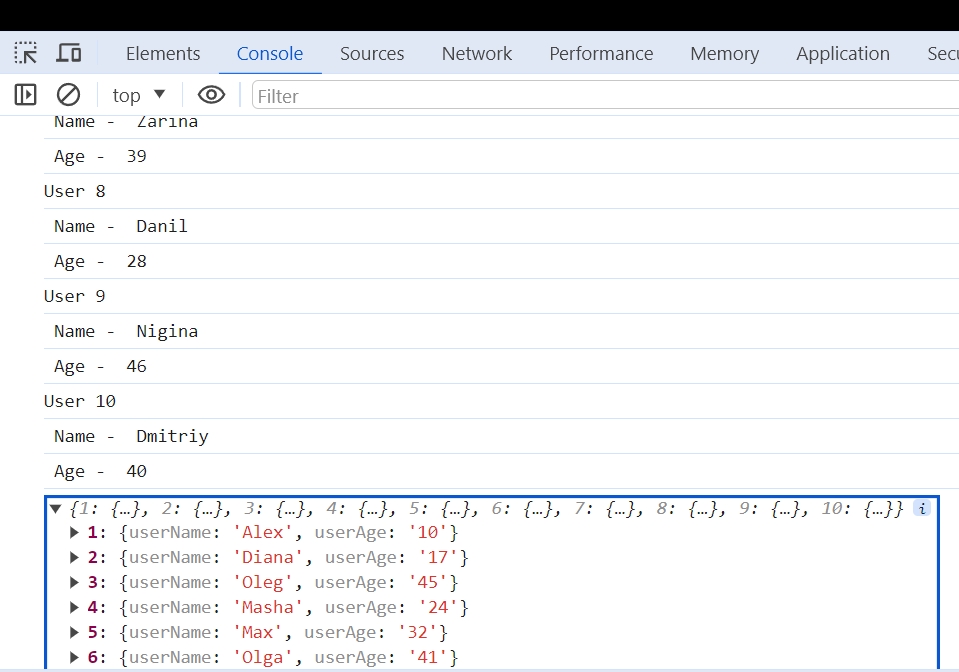 Elements Console Sources Network Performance Memory Application Secu
top Filter
Name - Zarina
Age - 39
User 8
Name - Danil
Age - 28
User 9
Name - Nigina
Age - 46
User 10
Name - Dmitriy
Age - 40
{1: {…}, 2: {…}, 3: {…}, 4: {…}, 5: {…}, 6: {…}, 7: {…}, 8: {…}, 9: {…}, 10: {…}} i
1: {userName: 'Alex', userAge: '10'}
2: {userName: 'Diana', userAge: '17'}
3: {userName: 'Oleg', userAge: '45'}
4: {userName: 'Masha', userAge: '24'}
5: {userName: 'Max', userAge: '32'}
6: {userName: 'Olga', userAge: '41'}